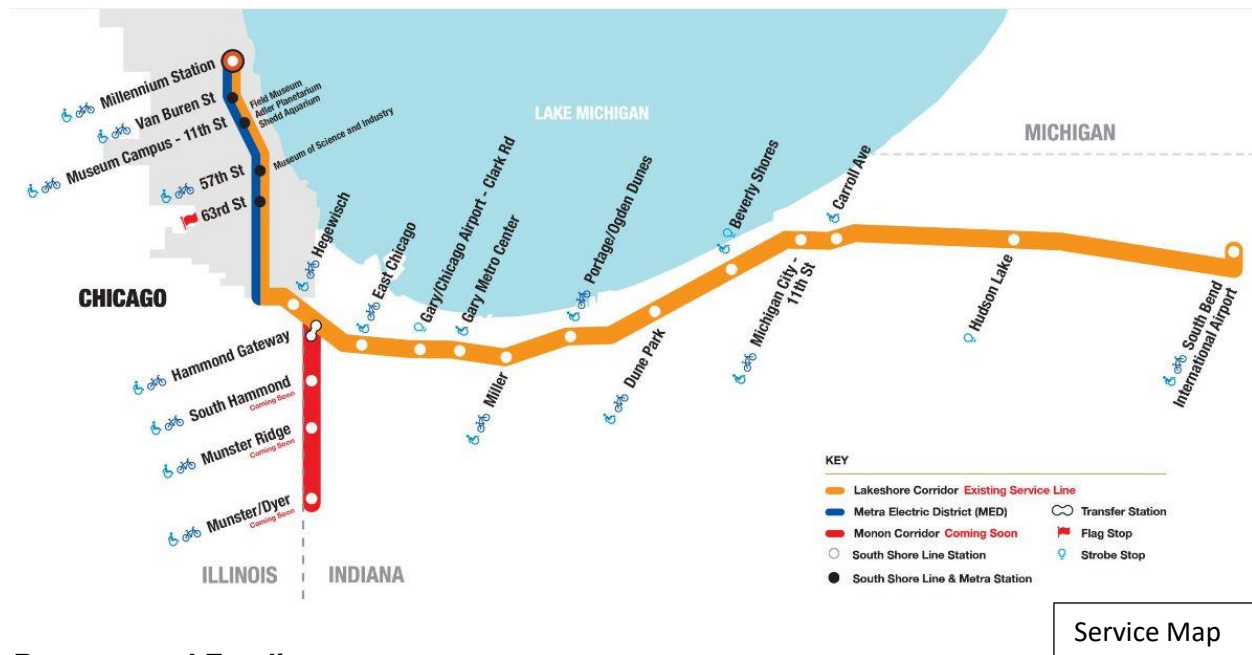 Millennium Station
Van Buren St
Museum Campus - 11th St
57th St
63rd St
Field Museum
Adler Planetarium
Shedd Aquarium
Museum of Science and Industry
LAKE MICHIGAN
MICHIGAN
CHICAGO
Hegewisch
East Chicago
Gary/Chicago Airport - Clark Rd
Gary Metro Center
Miller
Portage/Ogden Dunes
Dune Park
Beverly Shores
Michigan City -
11th St
Carroll Ave
Hudson Lake
South Bend
International Airport
Hammond Gateway
South Hammond
Coming Soon
Munster Ridge
Coming Soon
Munster/Dyer
Coming Soon
ILLINOIS
INDIANA
KEY
Lakeshore Corridor Existing Service Line
Metra Electric District (MED)
Transfer Station
Monon Corridor Coming Soon
Flag Stop
South Shore Line Station
Strobe Stop
South Shore Line & Metra Station
Service Map